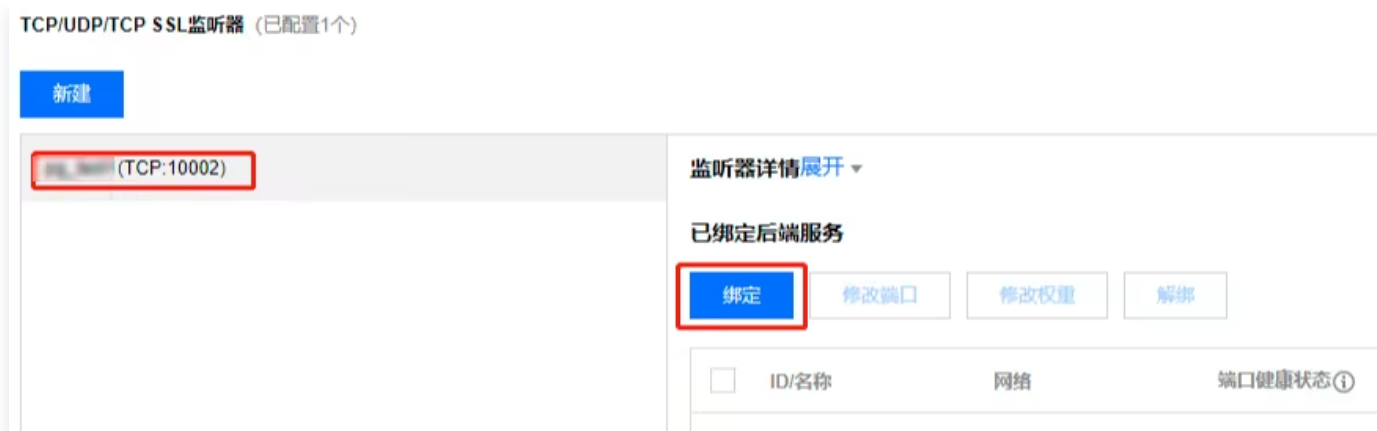 TCP/UDP/TCP SSL监听器 (已配置1个)
新建
(TCP:10002)
监听器详情展开
已绑定后端服务
绑定 修改端口 修改权重 解绑
ID/名称 网络 端口健康状态